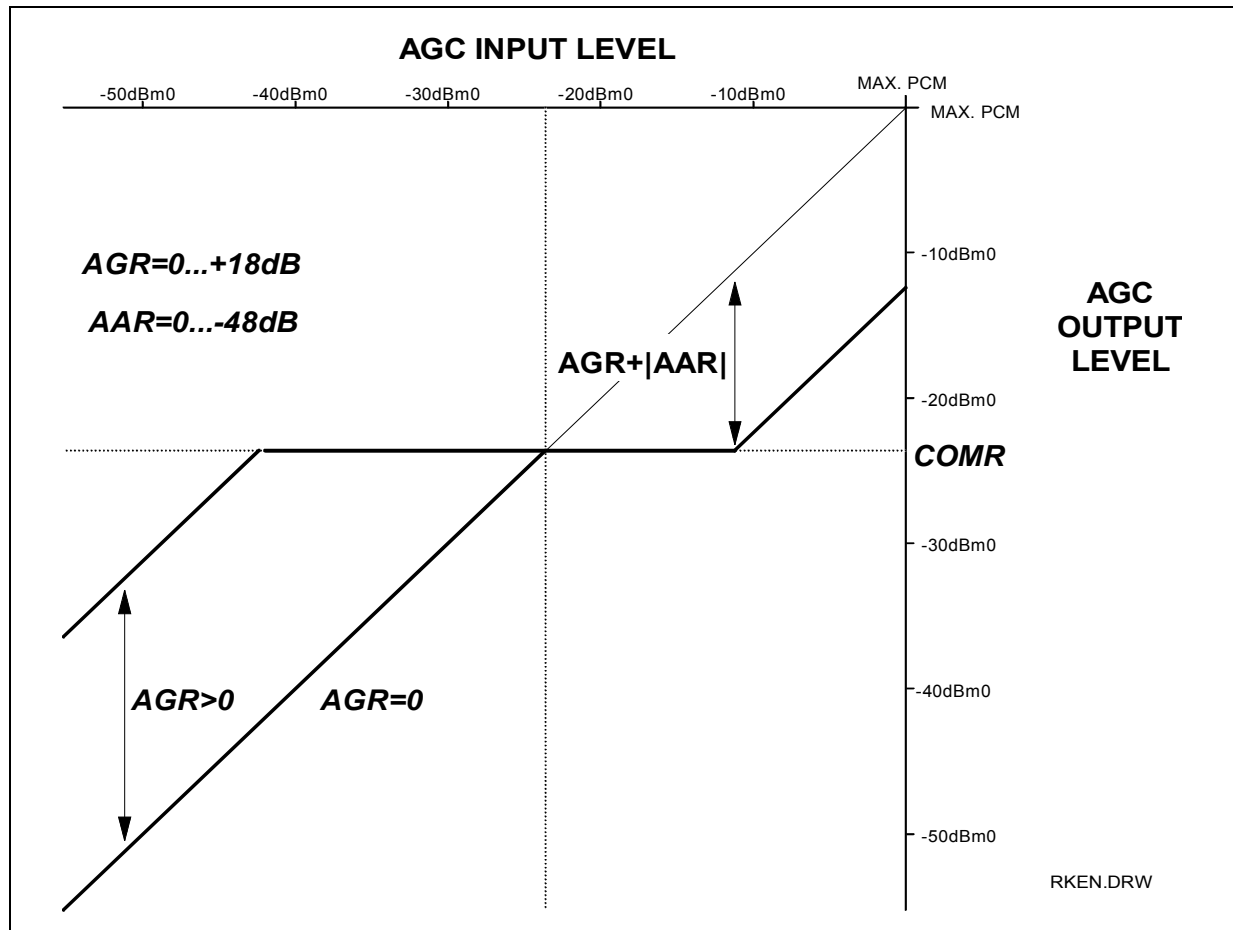 AGC INPUT LEVEL
MAX. PCM
-50dBm0
-40dBm0
-30dBm0
-20dBm0
-10dBm0
MAX. PCM
AGR=0...+18dB
AAR=0...-48dB
-10dBm0
AGC
OUTPUT
LEVEL
AGR+|AAR|
-20dBm0
COMR
-30dBm0
AGR>0
AGR=0
-40dBm0
-50dBm0
RKEN.DRW